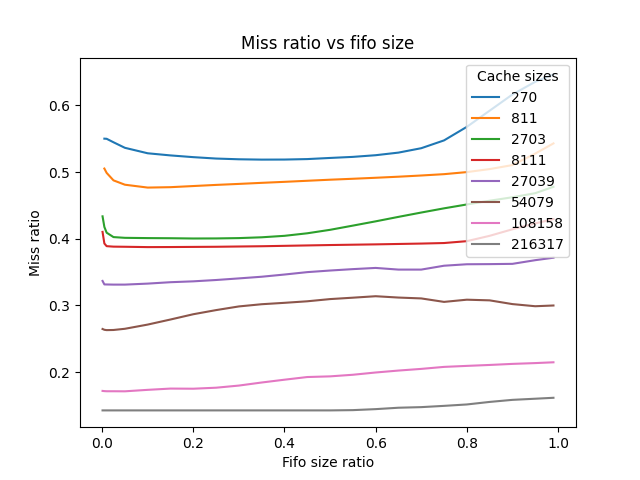 Miss ratio vs fifo size
Miss ratio
0.6
0.5
0.4
0.3
0.2
Cache sizes
270
811
2703
8111
27039
54079
108158
216317
0.0 0.2 0.4 0.6 0.8 1.0
Fifo size ratio